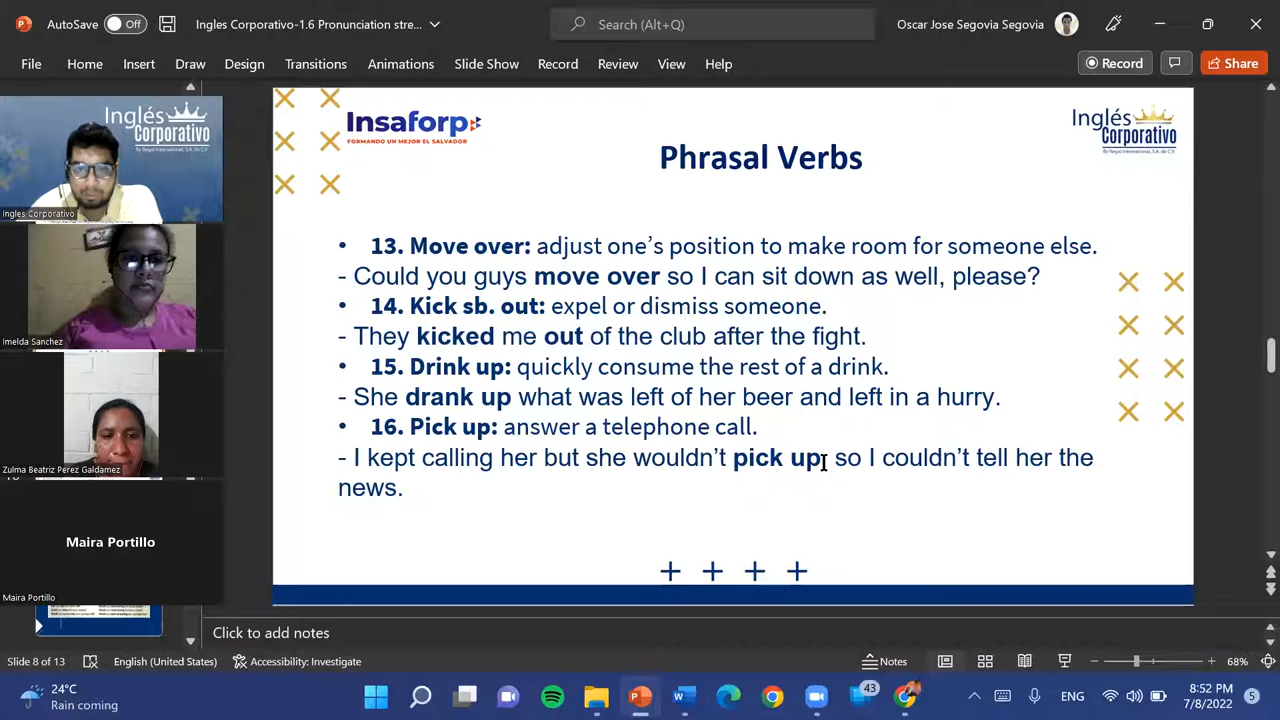 AutoSave Off Ingles Corporativo-1.6 Pronunciation stre... Search (Alt+Q) Oscar Jose Segovia Segovia
File Home Insert Draw Design Transitions Animations Slide Show Record Review View Help Record Share
Inglés Corporativo
Ingles Corporativo
Imelda Sanchez
Zulma Beatriz Perez Galdamez
Maira Portillo
Maira Portillo
Insaforp
FORMANDO UN MEJOR EL SALVADOR
Inglés Corporativo
By Regal International, S.A. de C.V.
Phrasal Verbs
• 13. Move over: adjust one's position to make room for someone else.
- Could you guys move over so I can sit down as well, please?
• 14. Kick sb. out: expel or dismiss someone.
- They kicked me out of the club after the fight.
• 15. Drink up: quickly consume the rest of a drink.
- She drank up what was left of her beer and left in a hurry.
• 16. Pick up: answer a telephone call.
- I kept calling her but she wouldn't pick up, so I couldn't tell her the
news.
Click to add notes
Slide 8 of 13 English (United States) Accessibility: Investigate Notes 68%
24°C
Rain coming
43
ENG
8:52 PM
7/8/2022
5